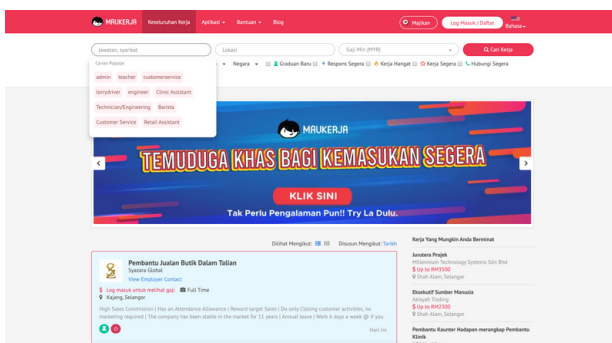 MAUKERJA Keseluruhan Kerja Aplikasi Bantuan Blog Majikan Log Masuk / Daftar Bahasa
Jawatan, syarikat Lokasi Gaji Min (MYR) Cari Kerja
Carian Popular
Negara Graduan Baru Respons Segera Kerja Hangat Kerja Segera Hubungi Segera
admin teacher customerservice
lorrydriver engineer Clinic Assistant
Technician/Engineering Barista
Customer Service Retail Assistant
MAUKERJA
TEMUDUGA KHAS BAGI KEMASUKAN SEGERA
KLIK SINI
Tak Perlu Pengalaman Pun!! Try La Dulu.
Dilihat Mengikut: Disusun Mengikut: Tarikh
Pembantu Jualan Butik Dalam Talian
Syazara Global
View Employer Contact
$ Log masuk untuk melihat gaji Full Time
Kajang, Selangor
High Sales Commission | Has an Attendance Allowance | Reward target Sales | Do only Closing customer activities, no
marketing required | The company has been stable in the market for 11 years | Annual leave | Work 6 days a week @ if you
Hari Ini
Kerja Yang Mungkin Anda Berminat
Jurutera Projek
Millennium Technology Systems Sdn Bhd
$ Up to RM3500
Shah Alam, Selangor
Eksekutif Sumber Manusia
Akisyah Trading
$ Up to RM2500
Shah Alam, Selangor
Pembantu Kaunter Hadapan merangkap Pembantu
Klinik